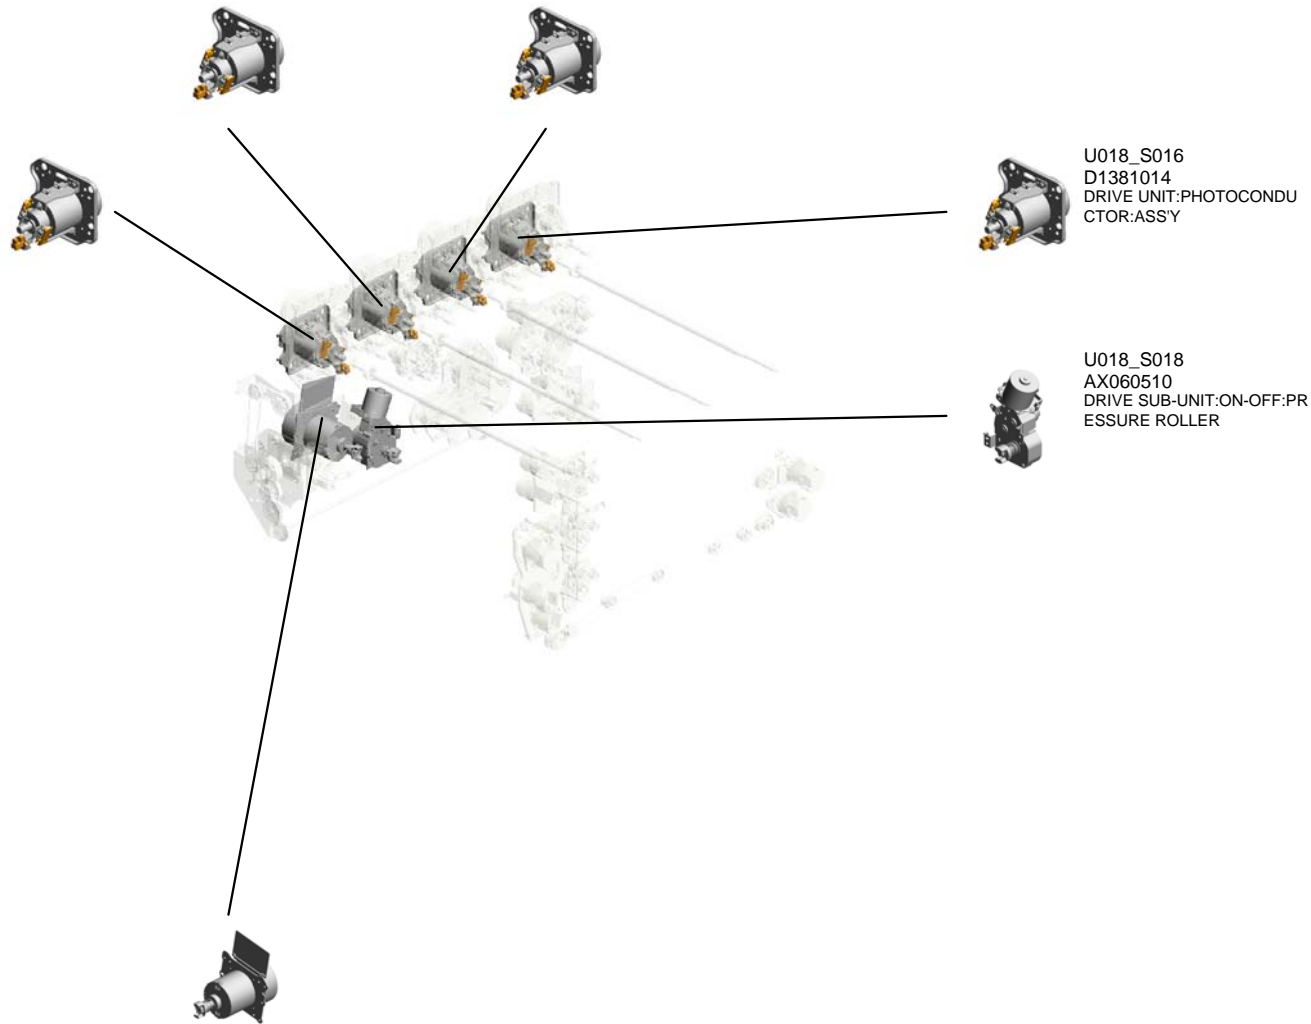 U018_S016
D1381014
DRIVE UNIT:PHOTOCONDU
CTOR:ASS'Y
U018_S018
AX060510
DRIVE SUB-UNIT:ON-OFF:PR
ESSURE ROLLER